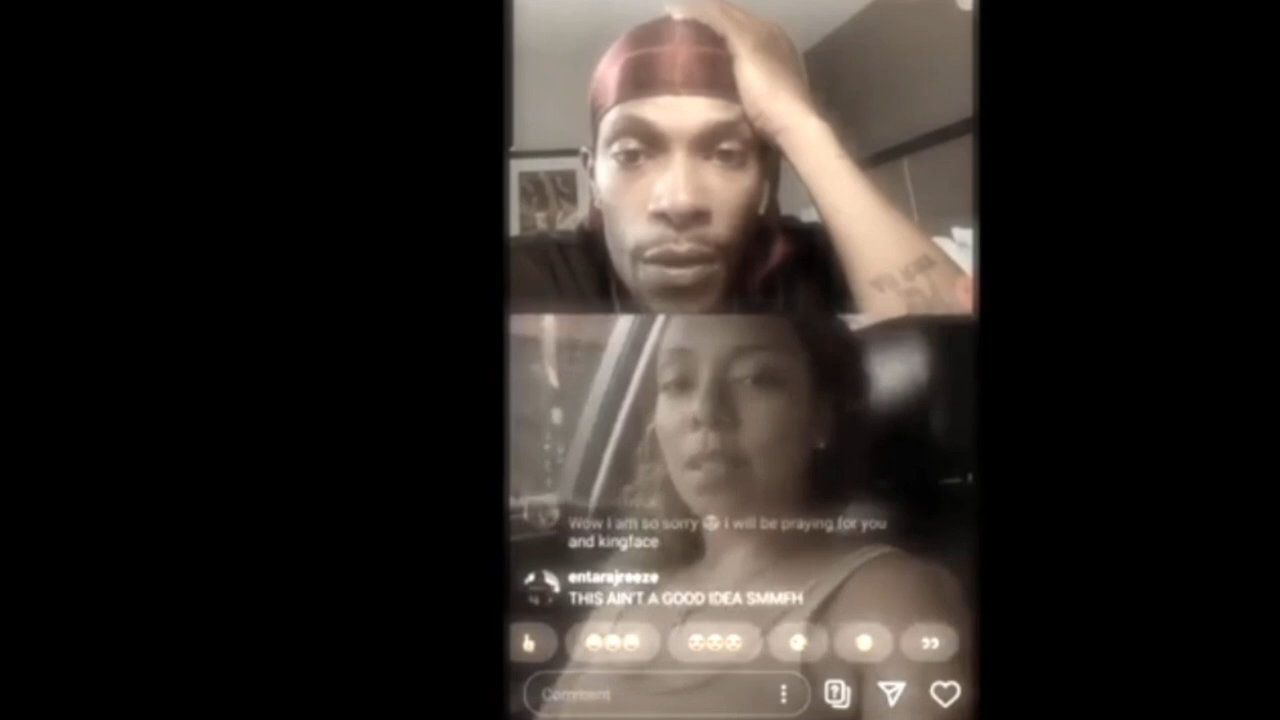 Wow I am so sorry 😳 I will be praying for you
and kingface
entarajreeze
THIS AIN'T A GOOD IDEA SMMFH
Comment